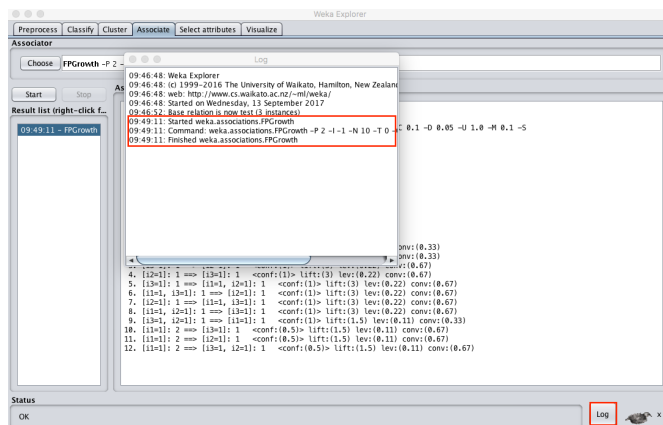 Weka Explorer
Preprocess Classify Cluster Associate Select attributes Visualize
Associator
Choose FPGrowth -P 2 -
Log
09:46:48: Weka Explorer
09:46:48: (c) 1999-2016 The University of Waikato, Hamilton, New Zealand
09:46:48: web: http://www.cs.waikato.ac.nz/~ml/weka/
09:46:48: Started on Wednesday, 13 September 2017
09:46:52: Base relation is now test (3 instances)
09:49:11: Started weka.associations.FPGrowth
09:49:11: Command: weka.associations.FPGrowth -P 2 -I -1 -N 10 -T 0 -C 0.1 -D 0.05 -U 1.0 -M 0.1 -S
09:49:11: Finished weka.associations.FPGrowth
Start Stop As
Result list (right-click f...
09:49:11 - FPGrowth
conv:(0.33)
conv:(0.33)
conv:(0.67)
4. [i2=1]: 1 ==> [i3=1]: 1 <conf:(1)> lift:(3) lev:(0.22) conv:(0.67)
5. [i3=1]: 1 ==> [i1=1, i2=1]: 1 <conf:(1)> lift:(3) lev:(0.22) conv:(0.67)
6. [i1=1, i3=1]: 1 ==> [i2=1]: 1 <conf:(1)> lift:(3) lev:(0.22) conv:(0.67)
7. [i2=1]: 1 ==> [i1=1, i3=1]: 1 <conf:(1)> lift:(3) lev:(0.22) conv:(0.67)
8. [i1=1, i2=1]: 1 ==> [i3=1]: 1 <conf:(1)> lift:(3) lev:(0.22) conv:(0.67)
9. [i3=1, i2=1]: 1 ==> [i1=1]: 1 <conf:(1)> lift:(1.5) lev:(0.11) conv:(0.33)
10. [i1=1]: 2 ==> [i3=1]: 1 <conf:(0.5)> lift:(1.5) lev:(0.11) conv:(0.67)
11. [i1=1]: 2 ==> [i2=1]: 1 <conf:(0.5)> lift:(1.5) lev:(0.11) conv:(0.67)
12. [i1=1]: 2 ==> [i3=1, i2=1]: 1 <conf:(0.5)> lift:(1.5) lev:(0.11) conv:(0.67)
Status
OK
Log
x